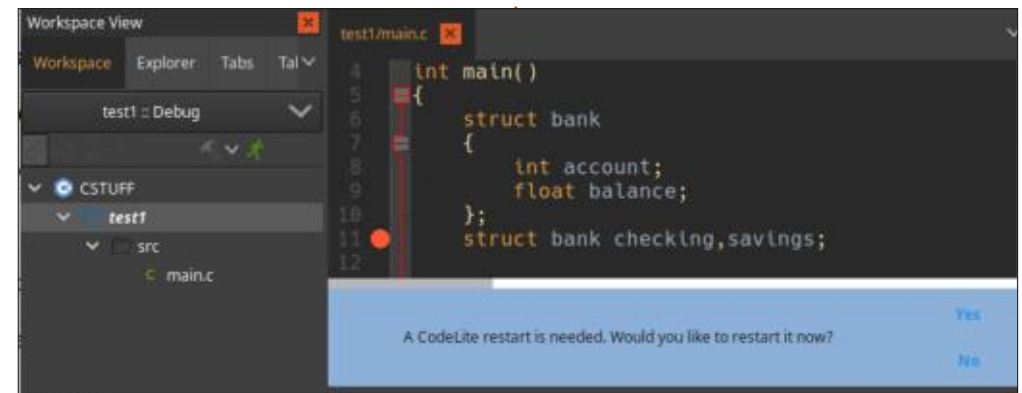 Workspace View
Workspace Explorer Tabs Tal
test1 :: Debug
CSTUFF
test1
src
C main.c
test1/main.c
4 int main()
5 {
6 struct bank
7 {
8 int account;
9 float balance;
10 };
11 struct bank checking,savings;
12
A CodeLite restart is needed. Would you like to restart it now?
Yes
No